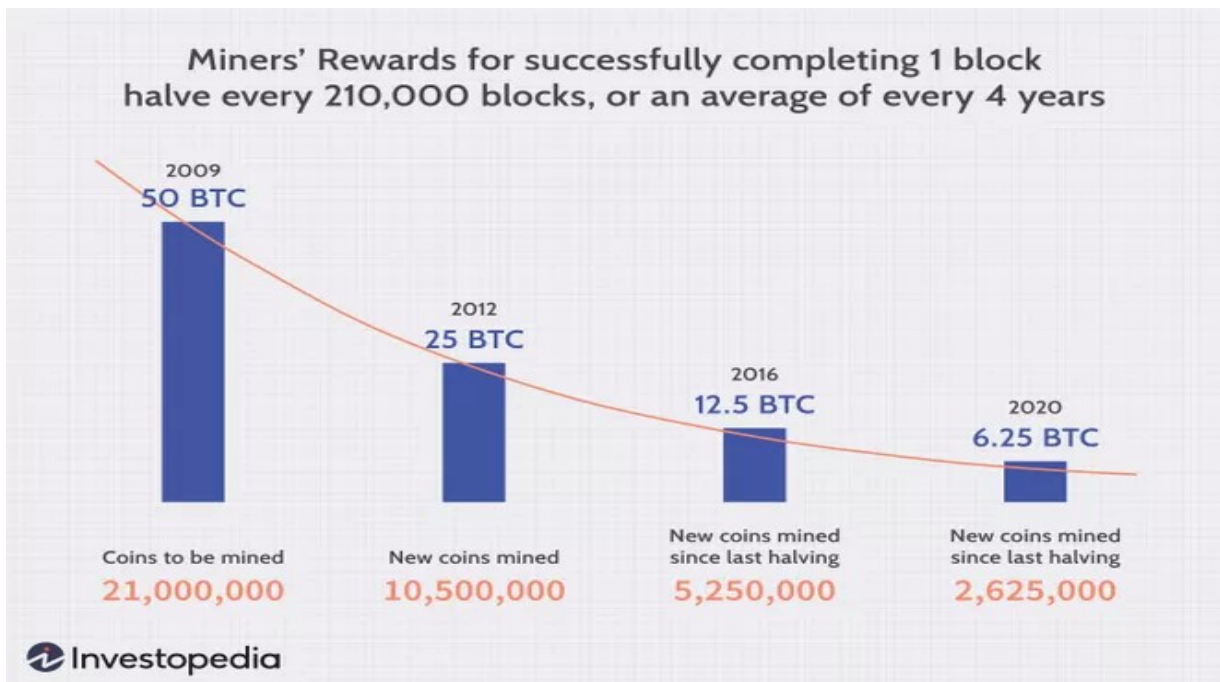 Miners' Rewards for successfully completing 1 block
halve every 210,000 blocks, or an average of every 4 years
2009
50 BTC
2012
25 BTC
2016
12.5 BTC
2020
6.25 BTC
Coins to be mined
21,000,000
New coins mined
10,500,000
New coins mined
since last halving
5,250,000
New coins mined
since last halving
2,625,000
Investopedia